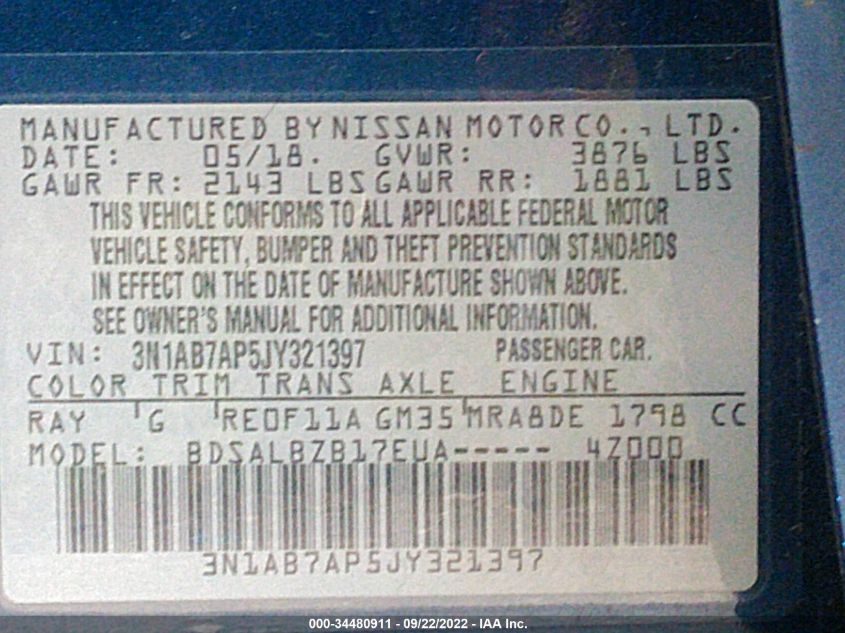 MANUFACTURED BY NISSAN MOTOR CO., LTD.
DATE: 05/18. GVWR: 3876 LBS
GAWR FR: 2143 LBS GAWR RR: 1881 LBS
THIS VEHICLE CONFORMS TO ALL APPLICABLE FEDERAL MOTOR
VEHICLE SAFETY, BUMPER AND THEFT PREVENTION STANDARDS
IN EFFECT ON THE DATE OF MANUFACTURE SHOWN ABOVE.
SEE OWNER'S MANUAL FOR ADDITIONAL INFORMATION.
VIN: 3N1AB7AP5JY321397 PASSENGER CAR.
COLOR TRIM TRANS AXLE ENGINE
RAY G RE0F11A GM35 MRA8DE 1798 CC
MODEL: BDSALBZB17EUA----- 4Z000
3N1AB7AP5JY321397
000-34480911 - 09/22/2022 - IAA Inc.